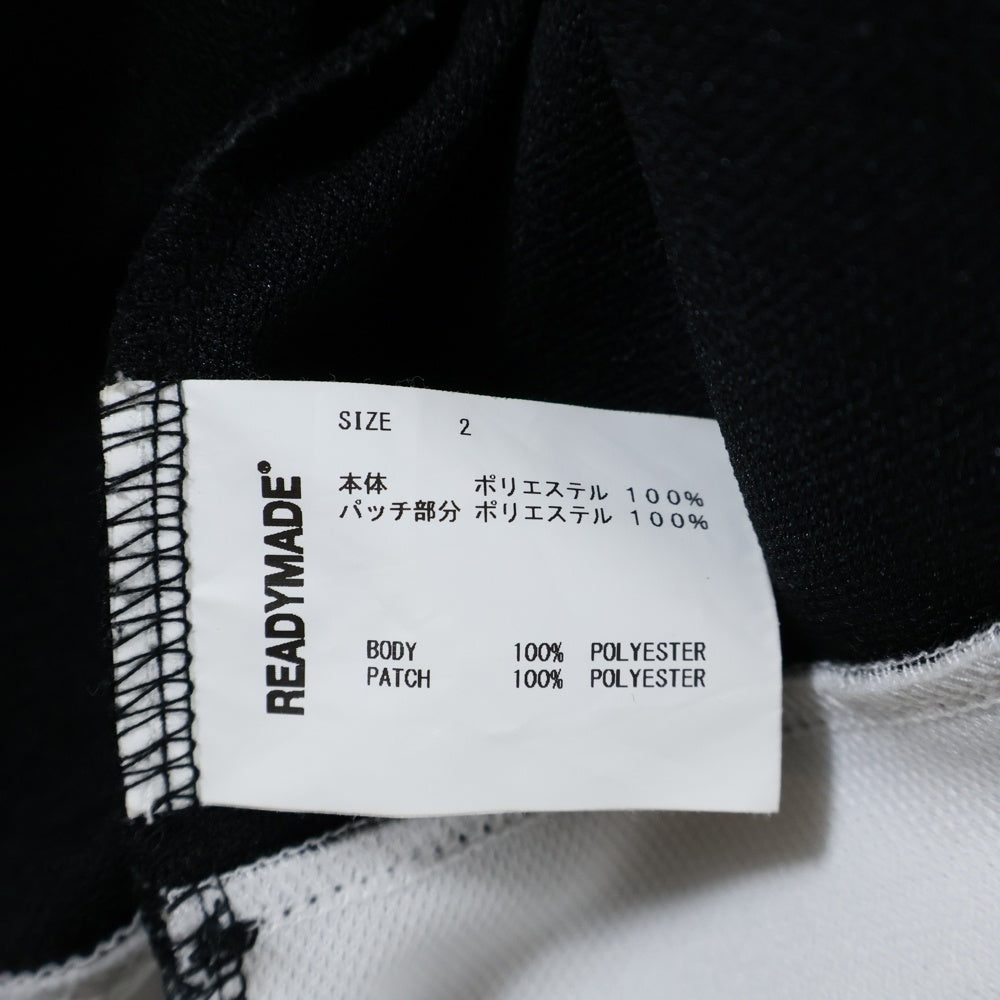 READYMADE®
SIZE 2
本体 ポリエステル 100%
パッチ部分 ポリエステル 100%
BODY 100% POLYESTER
PATCH 100% POLYESTER